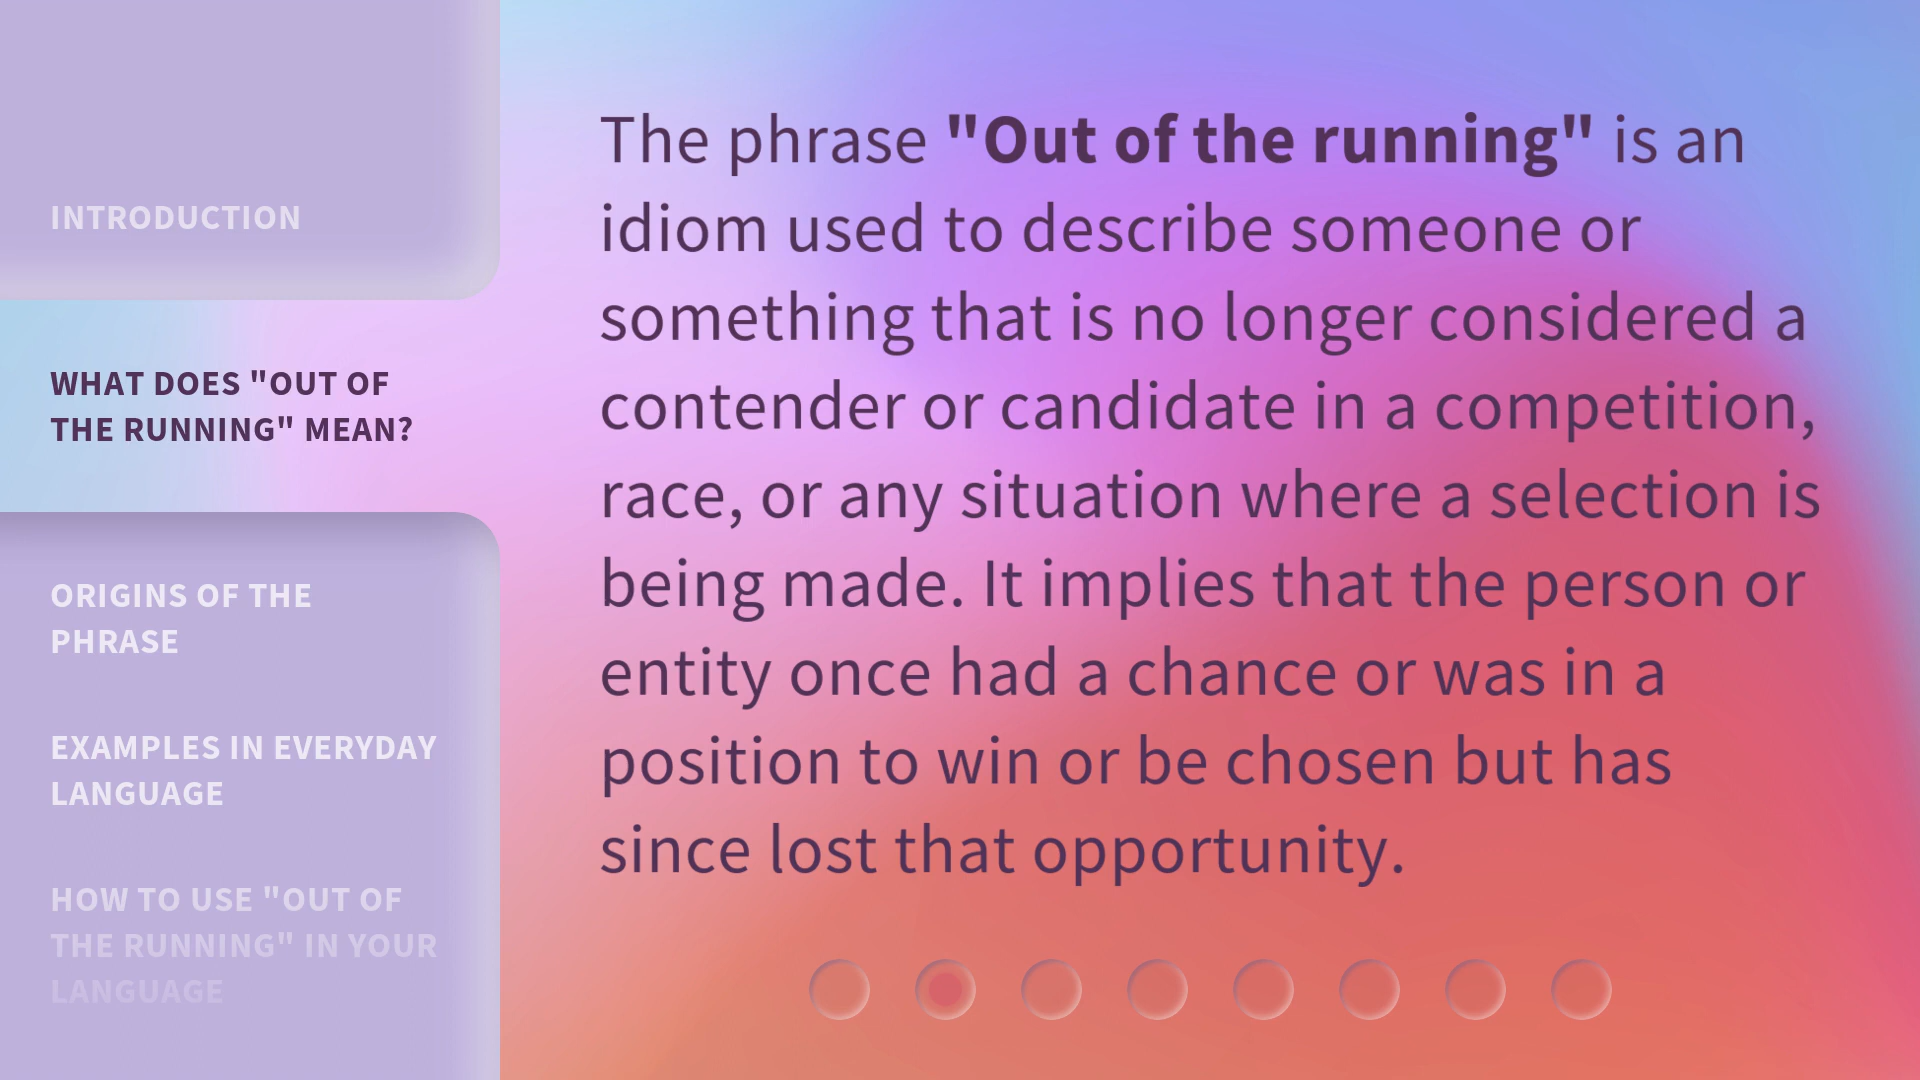 INTRODUCTION
WHAT DOES "OUT OF
THE RUNNING" MEAN?
ORIGINS OF THE
PHRASE
EXAMPLES IN EVERYDAY
LANGUAGE
HOW TO USE "OUT OF
THE RUNNING" IN YOUR
LANGUAGE
The phrase "Out of the running" is an
idiom used to describe someone or
something that is no longer considered a
contender or candidate in a competition,
race, or any situation where a selection is
being made. It implies that the person or
entity once had a chance or was in a
position to win or be chosen but has
since lost that opportunity.